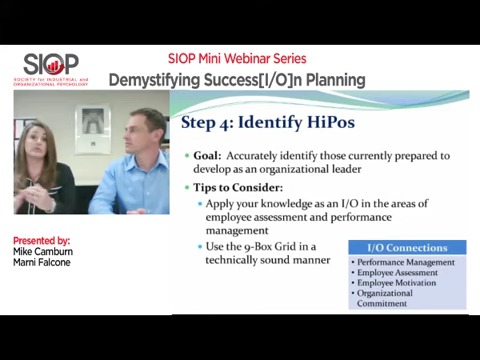 SIOP
SOCIETY for INDUSTRIAL and
ORGANIZATIONAL PSYCHOLOGY
SIOP Mini Webinar Series
Demystifying Success[I/O]n Planning
Step 4: Identify HiPos
• Goal: Accurately identify those currently prepared to
develop as an organizational leader
• Tips to Consider:
• Apply your knowledge as an I/O in the areas of
employee assessment and performance
management
• Use the 9-Box Grid in a
technically sound manner
I/O Connections
• Performance Management
• Employee Assessment
• Employee Motivation
• Organizational
Commitment
Presented by:
Mike Camburn
Marni Falcone